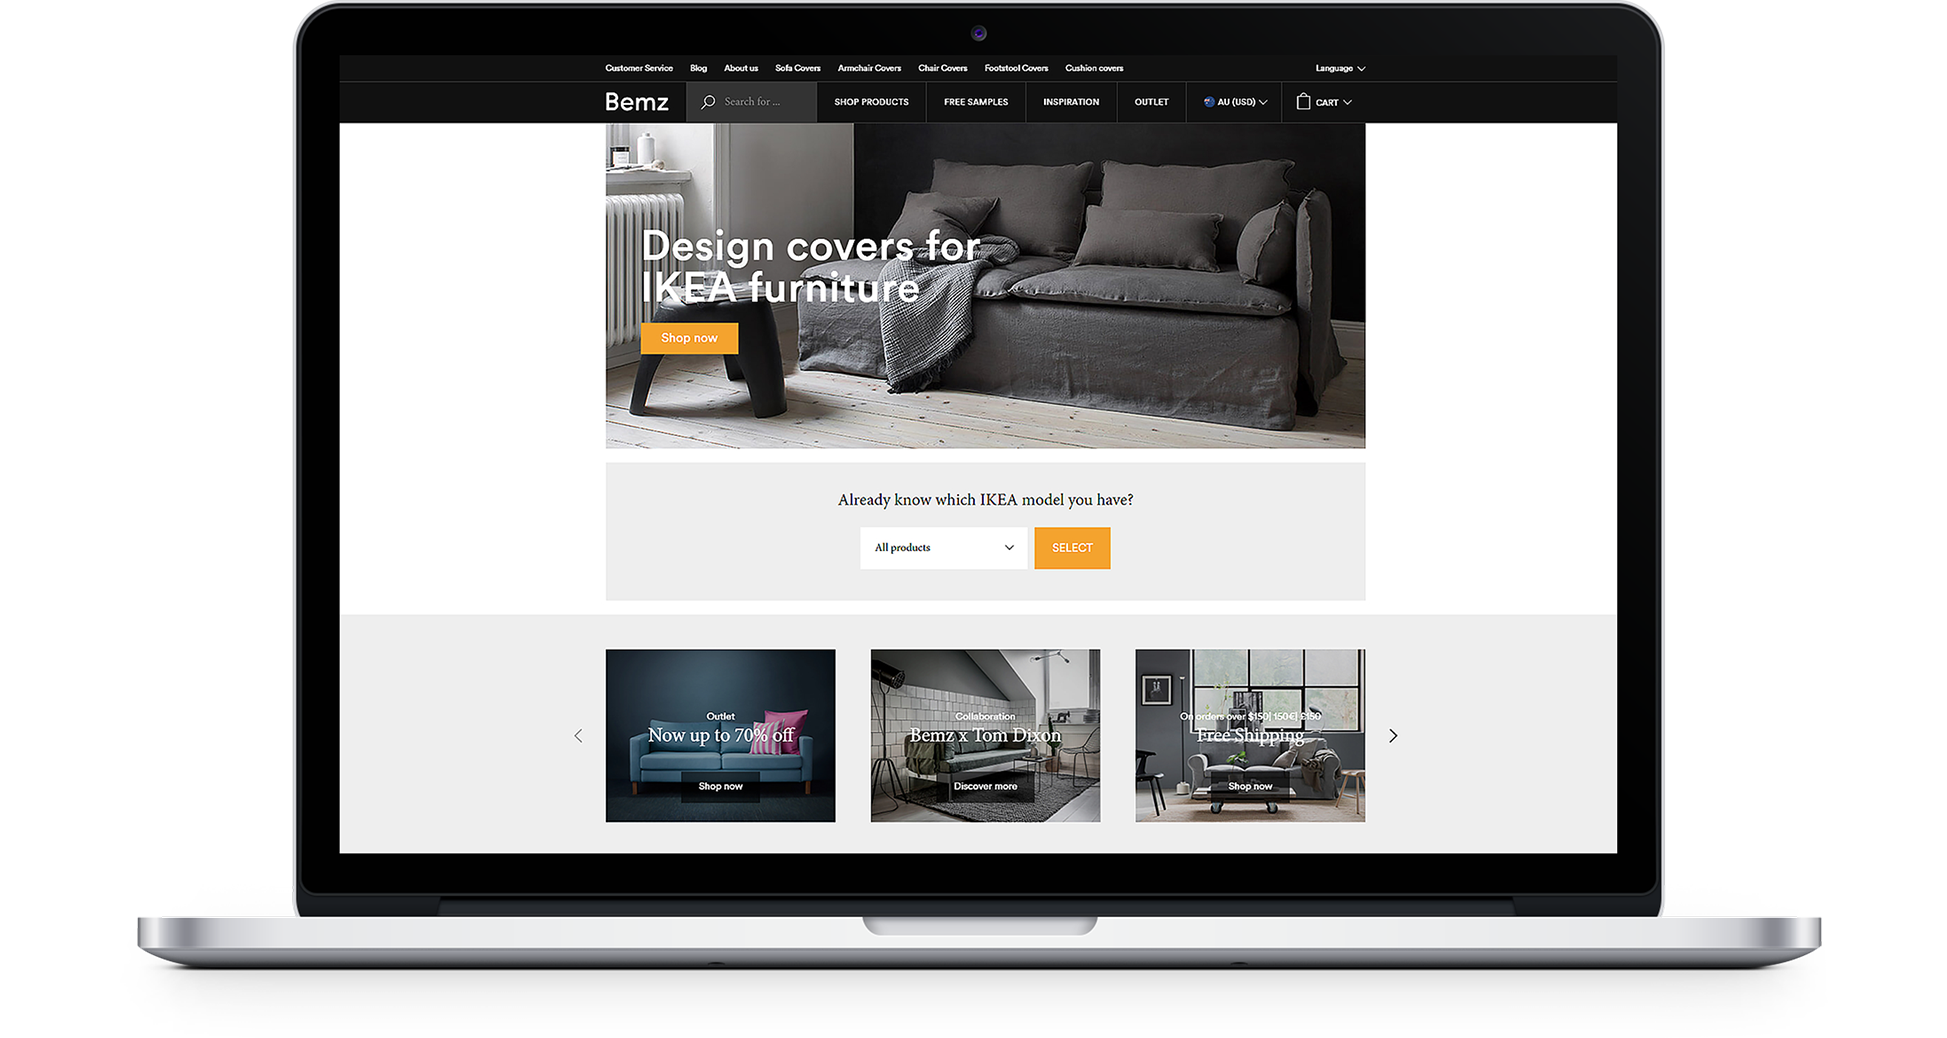 Customer Service Blog About us Sofa Covers Armchair Covers Chair Covers Footstool Covers Cushion covers Language
Bemz Search for ... SHOP PRODUCTS FREE SAMPLES INSPIRATION OUTLET AU (USD) CART
Design covers for
IKEA furniture
Shop now
Already know which IKEA model you have?
All products SELECT
Outlet
Now up to 70% off
Shop now
Collaboration
Bemz x Tom Dixon
Discover more
On orders over $150| 150€| £150
Free Shipping
Shop now